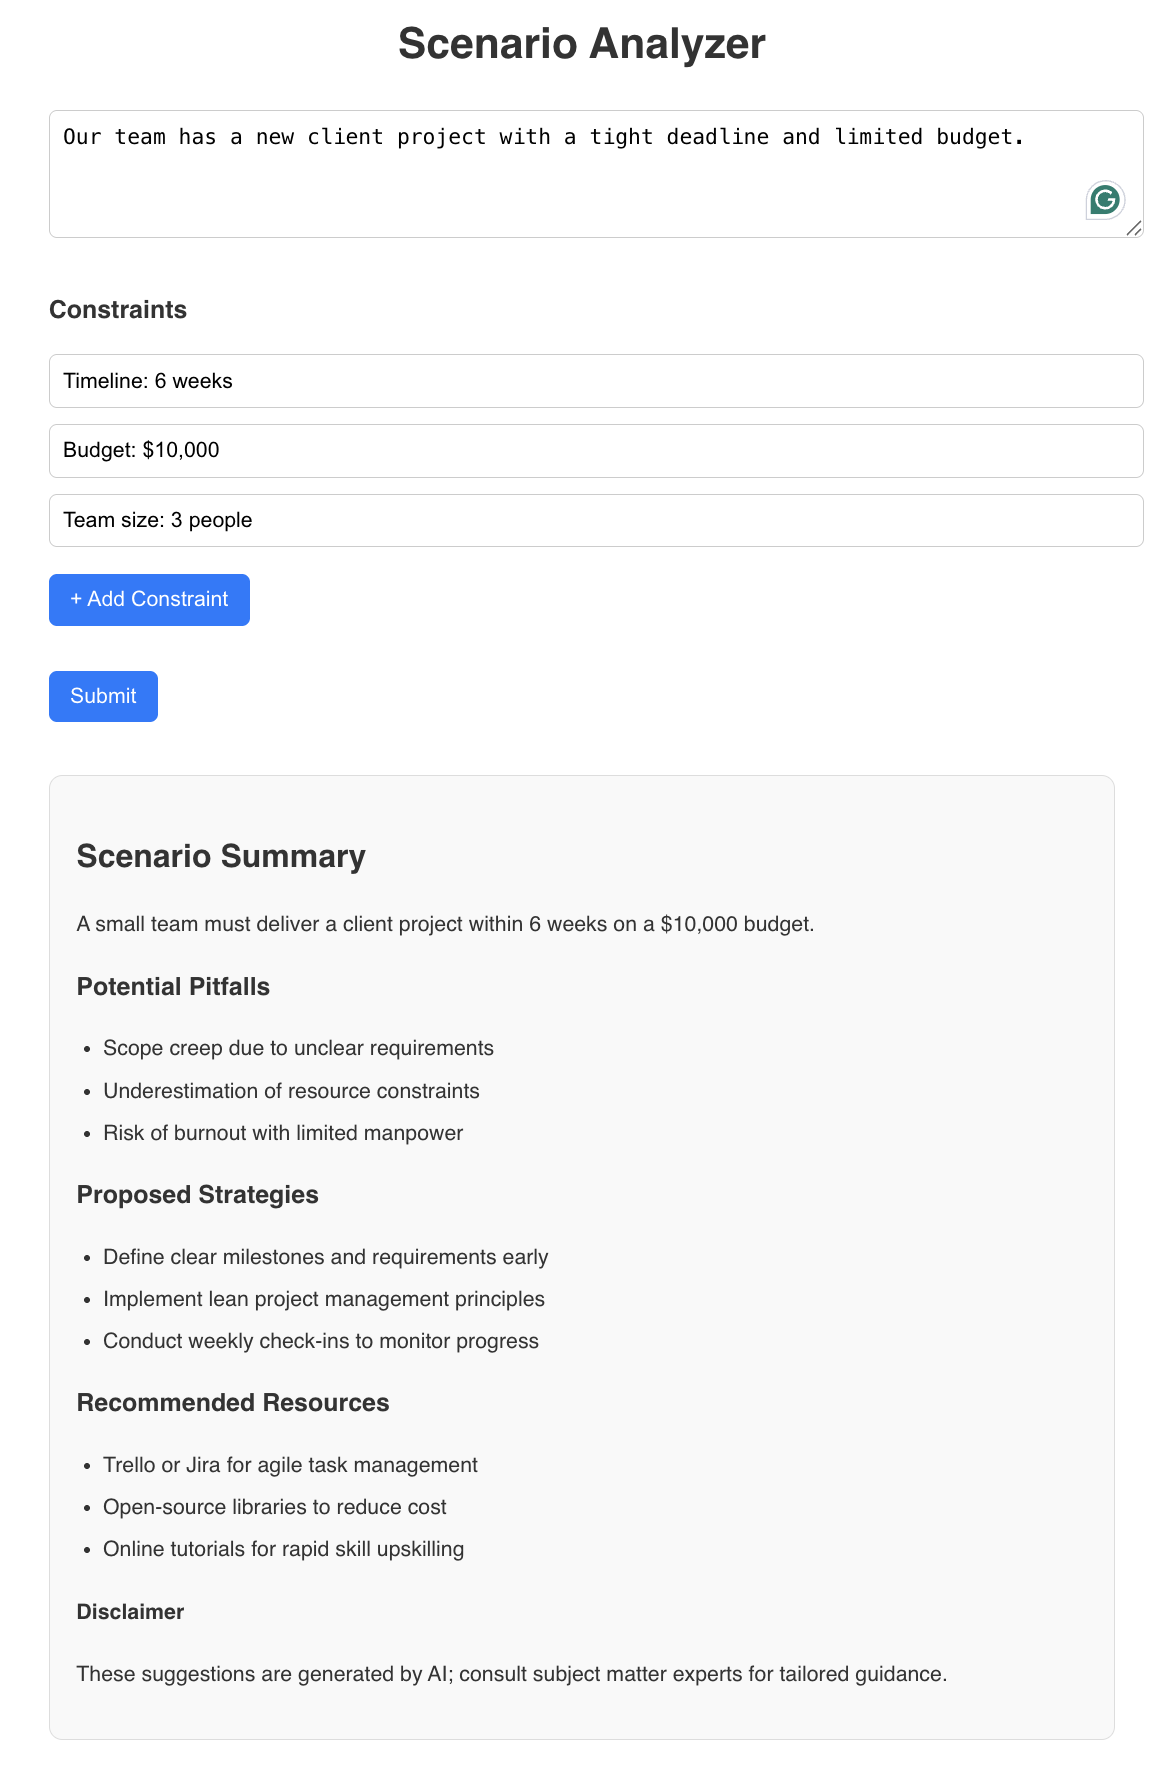 Scenario Analyzer
Our team has a new client project with a tight deadline and limited budget.
Constraints
Timeline: 6 weeks
Budget: $10,000
Team size: 3 people
+ Add Constraint
Submit
Scenario Summary
A small team must deliver a client project within 6 weeks on a $10,000 budget.
Potential Pitfalls
• Scope creep due to unclear requirements
• Underestimation of resource constraints
• Risk of burnout with limited manpower
Proposed Strategies
• Define clear milestones and requirements early
• Implement lean project management principles
• Conduct weekly check-ins to monitor progress
Recommended Resources
• Trello or Jira for agile task management
• Open-source libraries to reduce cost
• Online tutorials for rapid skill upskilling
Disclaimer
These suggestions are generated by AI; consult subject matter experts for tailored guidance.